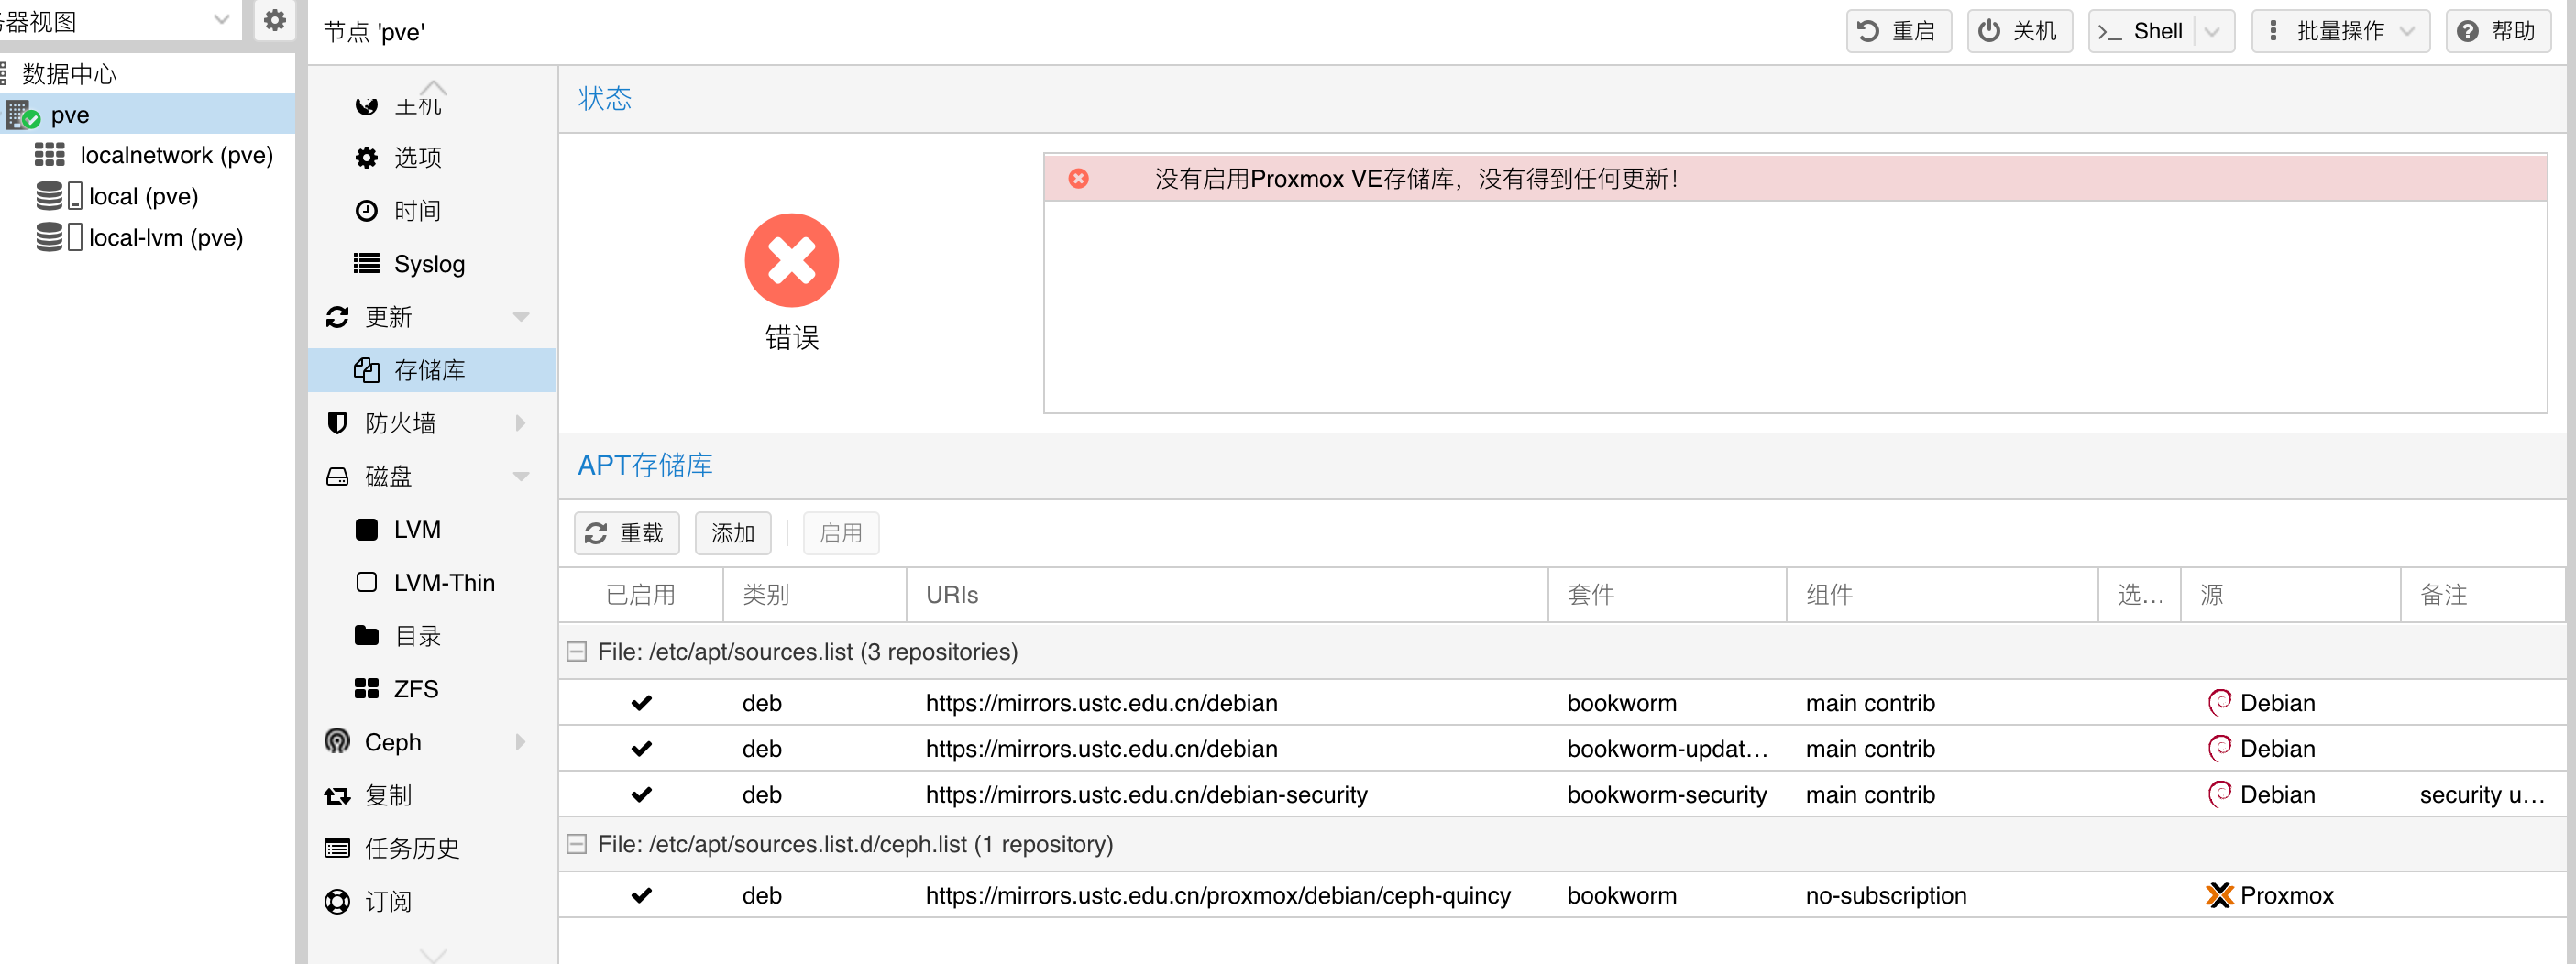 务器视图
节点 'pve'
重启
关机
Shell
批量操作
帮助
数据中心
pve
localnetwork (pve)
local (pve)
local-lvm (pve)
主机
选项
时间
Syslog
更新
存储库
防火墙
磁盘
LVM
LVM-Thin
目录
ZFS
Ceph
复制
任务历史
订阅
状态
没有启用Proxmox VE存储库，没有得到任何更新！
错误
APT存储库
重载 添加 启用
已启用 类别 URIs 套件 组件 选… 源 备注
File: /etc/apt/sources.list (3 repositories)
deb https://mirrors.ustc.edu.cn/debian bookworm main contrib Debian
deb https://mirrors.ustc.edu.cn/debian bookworm-updat… main contrib Debian
deb https://mirrors.ustc.edu.cn/debian-security bookworm-security main contrib Debian security u…
File: /etc/apt/sources.list.d/ceph.list (1 repository)
deb https://mirrors.ustc.edu.cn/proxmox/debian/ceph-quincy bookworm no-subscription Proxmox